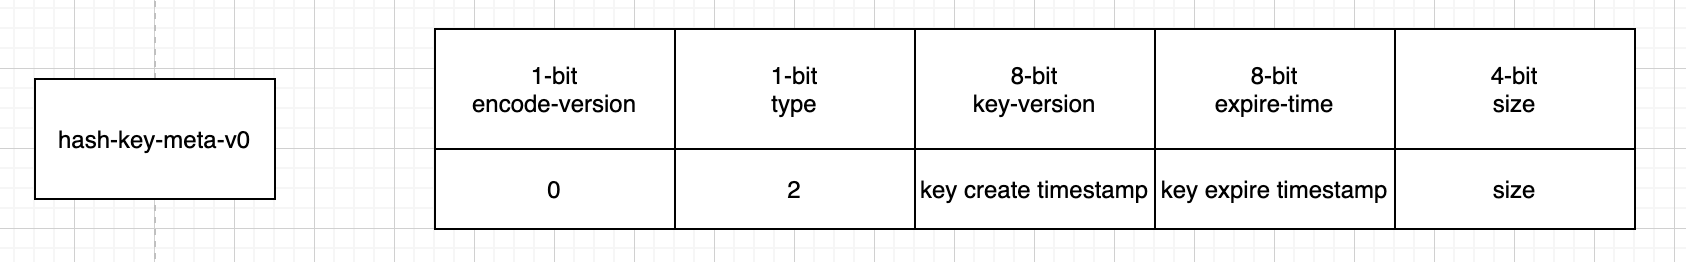 hash-key-meta-v0
1-bit
encode-version
1-bit
type
8-bit
key-version
8-bit
expire-time
4-bit
size
0
2
key create timestamp
key expire timestamp
size